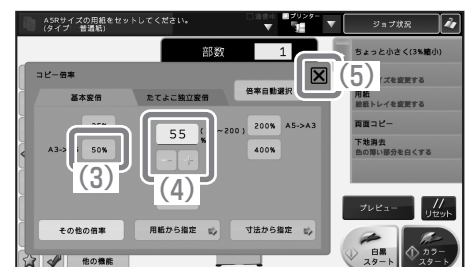 A5Rサイズの用紙をセットしてください。
(タイプ 普通紙)
送信中
プリンター
ジョブ状況
部数 1
ちょっと小さく(3%縮小)
コピー倍率
倍率自動選択
(5)
イズを変更する
基本変倍
たてよこ独立変倍
用紙
給紙トレイを変更する
25%
55 % ( ～200)
200% A5->A3
両面コピー
A3-> 50%
400%
下地消去
色の薄い部分を白くする
- +
(3)
(4)
プレビュー
リセット
その他の倍率
用紙から指定
寸法から指定
他の機能
白黒
スタート
カラー
スタート